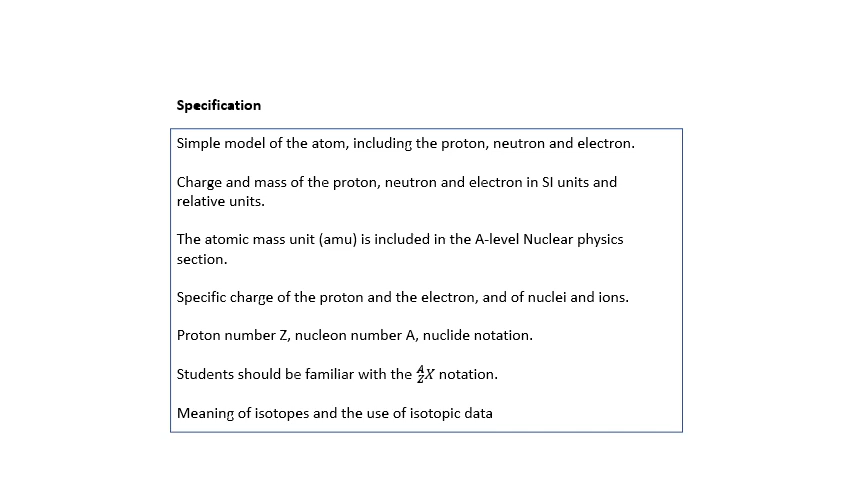 Specification
Simple model of the atom, including the proton, neutron and electron.
Charge and mass of the proton, neutron and electron in SI units and
relative units.
The atomic mass unit (amu) is included in the A-level Nuclear physics
section.
Specific charge of the proton and the electron, and of nuclei and ions.
Proton number Z, nucleon number A, nuclide notation.
Students should be familiar with the ᴬ_Z X notation.
Meaning of isotopes and the use of isotopic data